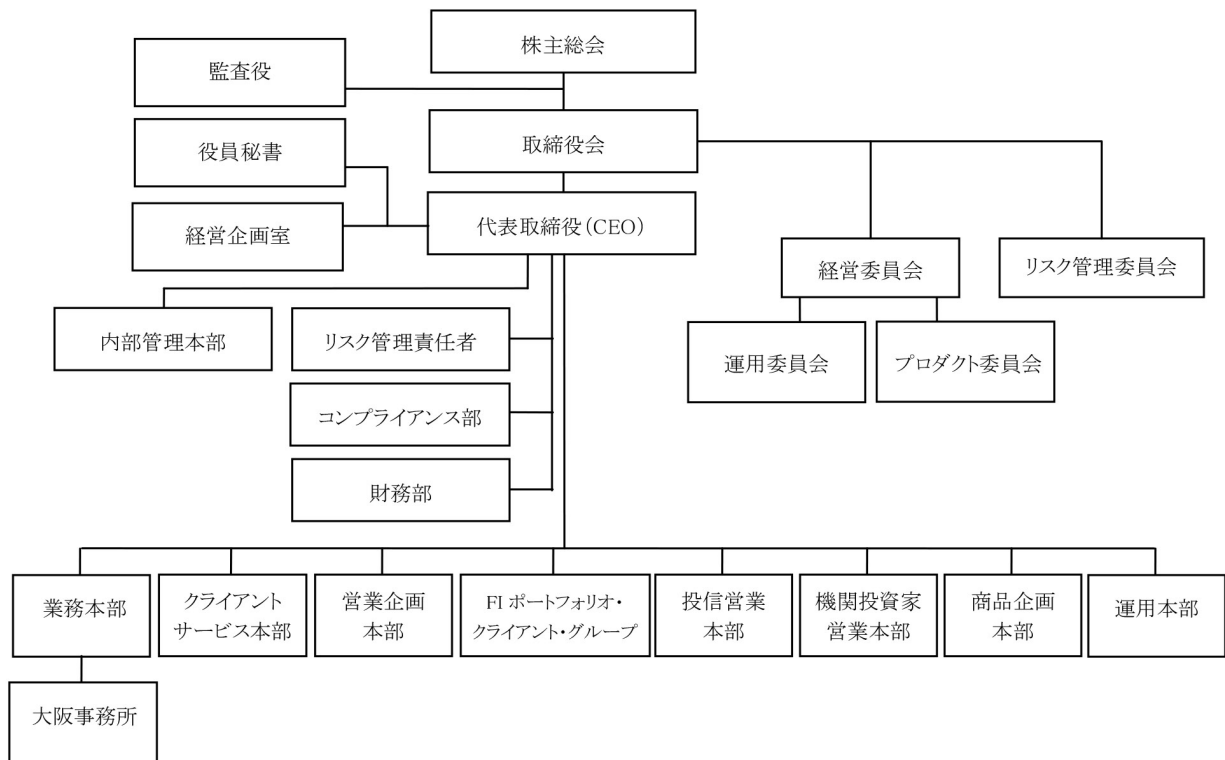 株主総会
監査役
取締役会
役員秘書
代表取締役(CEO)
経営企画室
経営委員会
リスク管理委員会
内部管理本部
リスク管理責任者
運用委員会
プロダクト委員会
コンプライアンス部
財務部
業務本部
クライアント
サービス本部
営業企画
本部
FI ポートフォリオ・
クライアント・グループ
投信営業
本部
機関投資家
営業本部
商品企画
本部
運用本部
大阪事務所